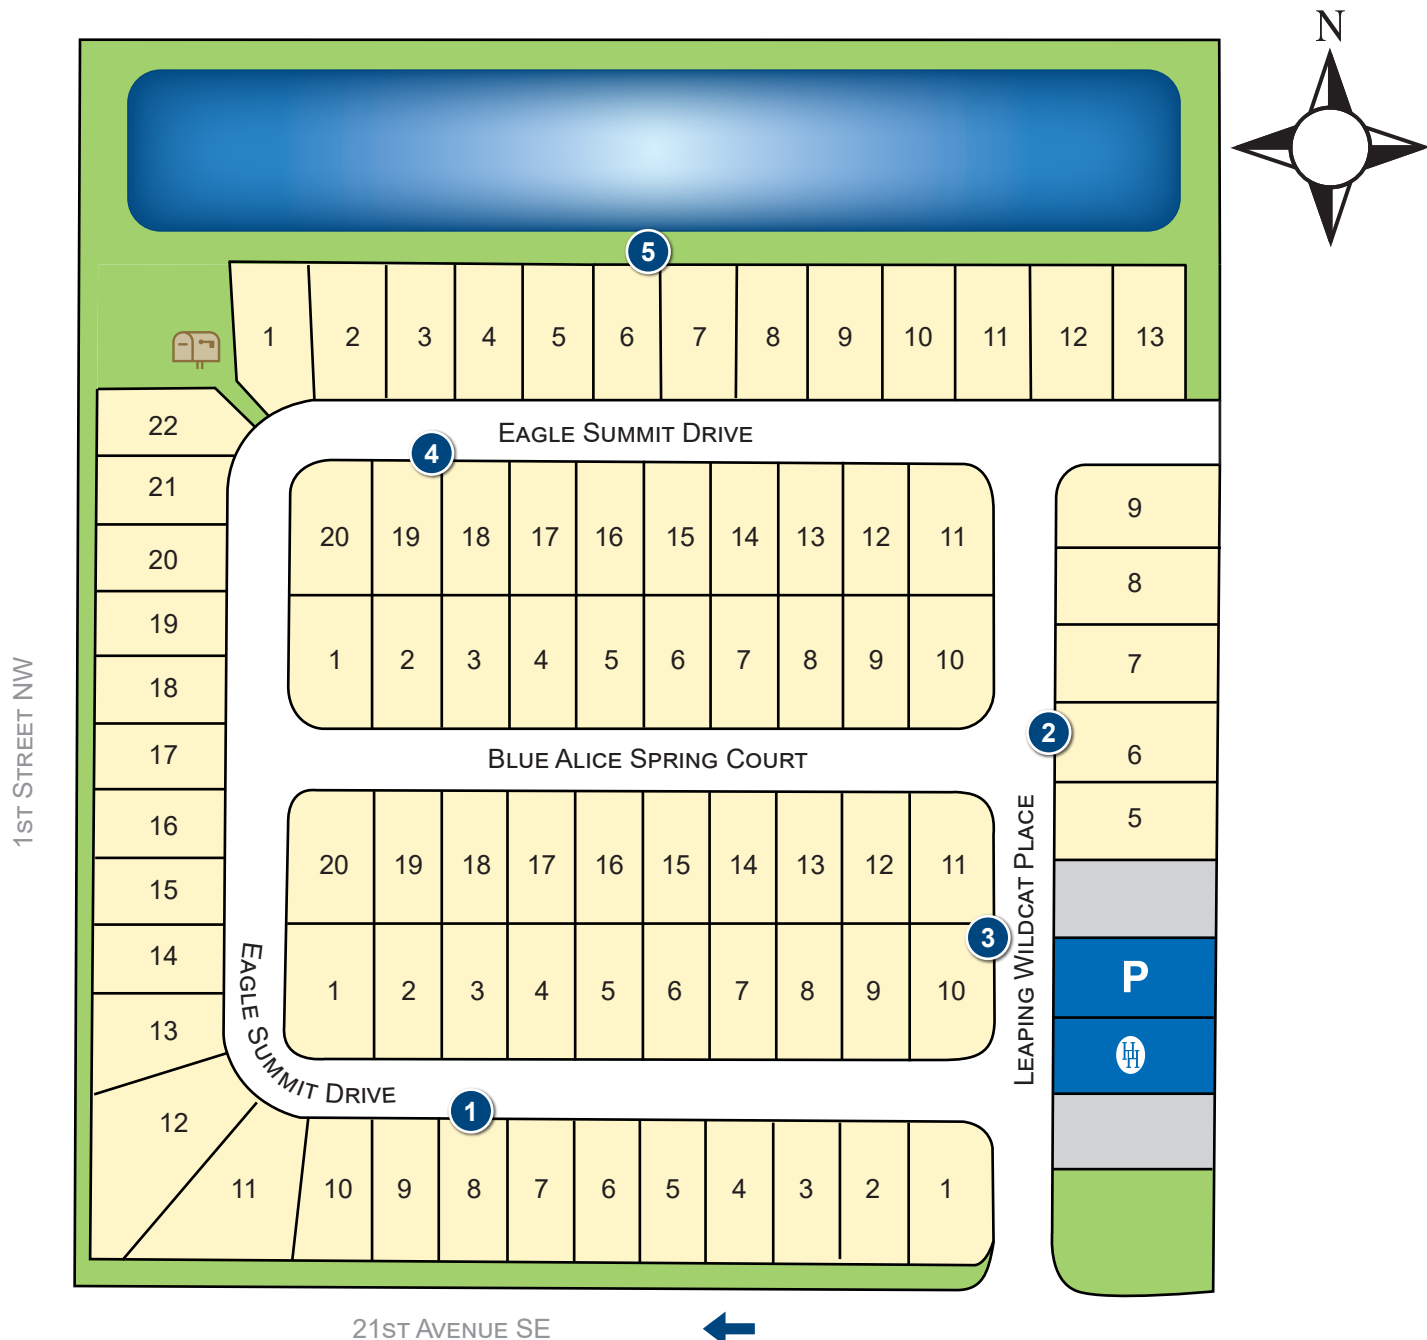 N
5
1 2 3 4 5 6 7 8 9 10 11 12 13
22
EAGLE SUMMIT DRIVE
4
21
9
20 19 18 17 16 15 14 13 12 11
20
8
19
1 2 3 4 5 6 7 8 9 10
7
18
2
17
BLUE ALICE SPRING COURT
6
1ST STREET NW
16
5
20 19 18 17 16 15 14 13 12 11
15
LEAPING WILDCAT PLACE
3
14
P
1 2 3 4 5 6 7 8 9 10
13
HH
EAGLE SUMMIT DRIVE
1
12
11 10 9 8 7 6 5 4 3 2 1
21ST AVENUE SE